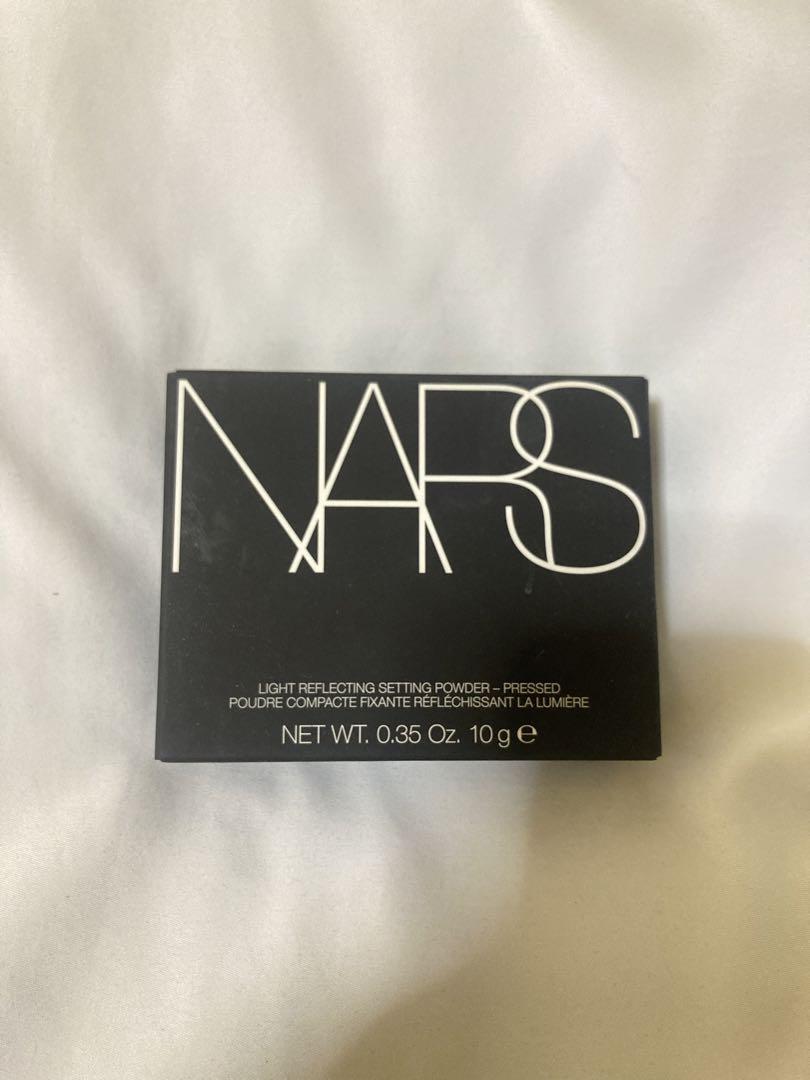 NARS
LIGHT REFLECTING SETTING POWDER – PRESSED
POUDRE COMPACTE FIXANTE RÉFLÉCHISSANT LA LUMIÈRE
NET WT. 0.35 Oz. 10 g ℮